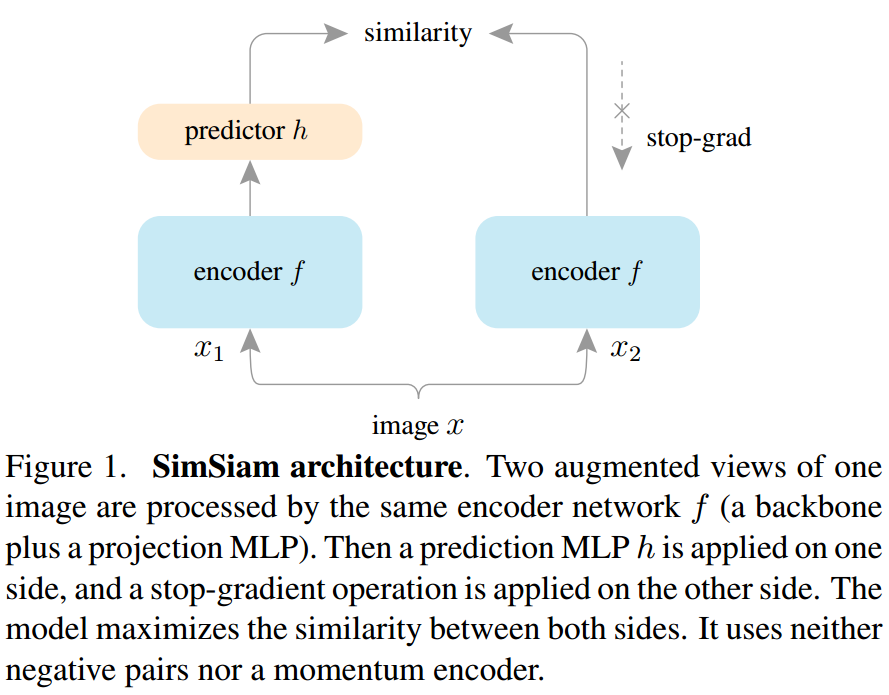 similarity
predictor h
stop-grad
encoder f
encoder f
x1
x2
image x
Figure 1. SimSiam architecture. Two augmented views of one
image are processed by the same encoder network f (a backbone
plus a projection MLP). Then a prediction MLP h is applied on one
side, and a stop-gradient operation is applied on the other side. The
model maximizes the similarity between both sides. It uses neither
negative pairs nor a momentum encoder.